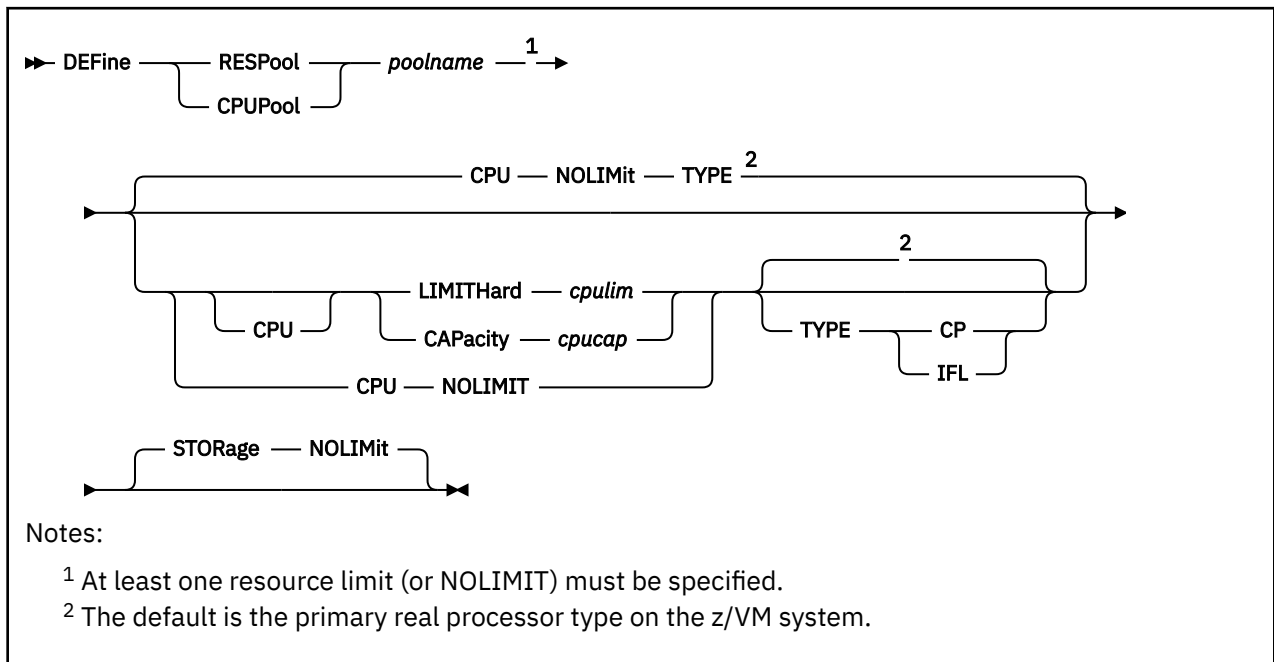 DEFine RESPool poolname 1
CPUPool
CPU NOLIMit TYPE 2
2
LIMITHard cpulim
CPU TYPE CP
CAPacity cpucap
IFL
CPU NOLIMIT
STORage NOLIMit
Notes:
1 At least one resource limit (or NOLIMIT) must be specified.
2 The default is the primary real processor type on the z/VM system.